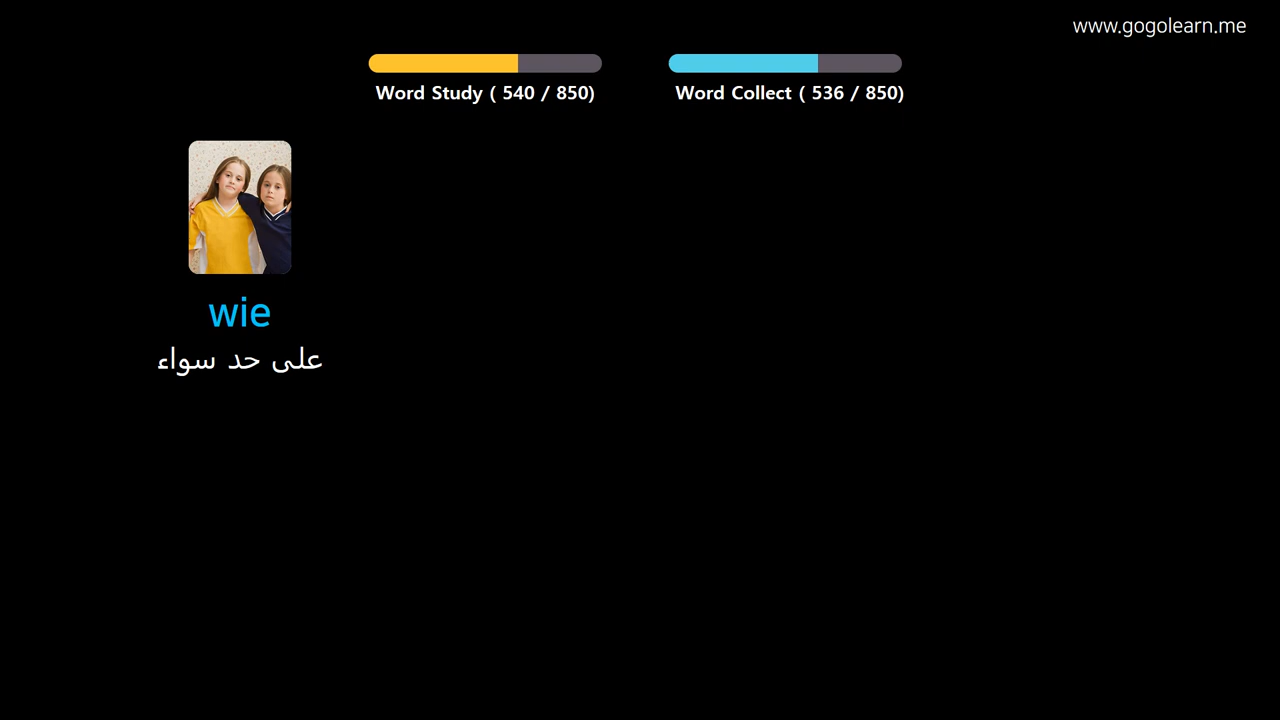 www.gogolearn.me
Word Study ( 540 / 850)
Word Collect ( 536 / 850)
wie
على حد سواء